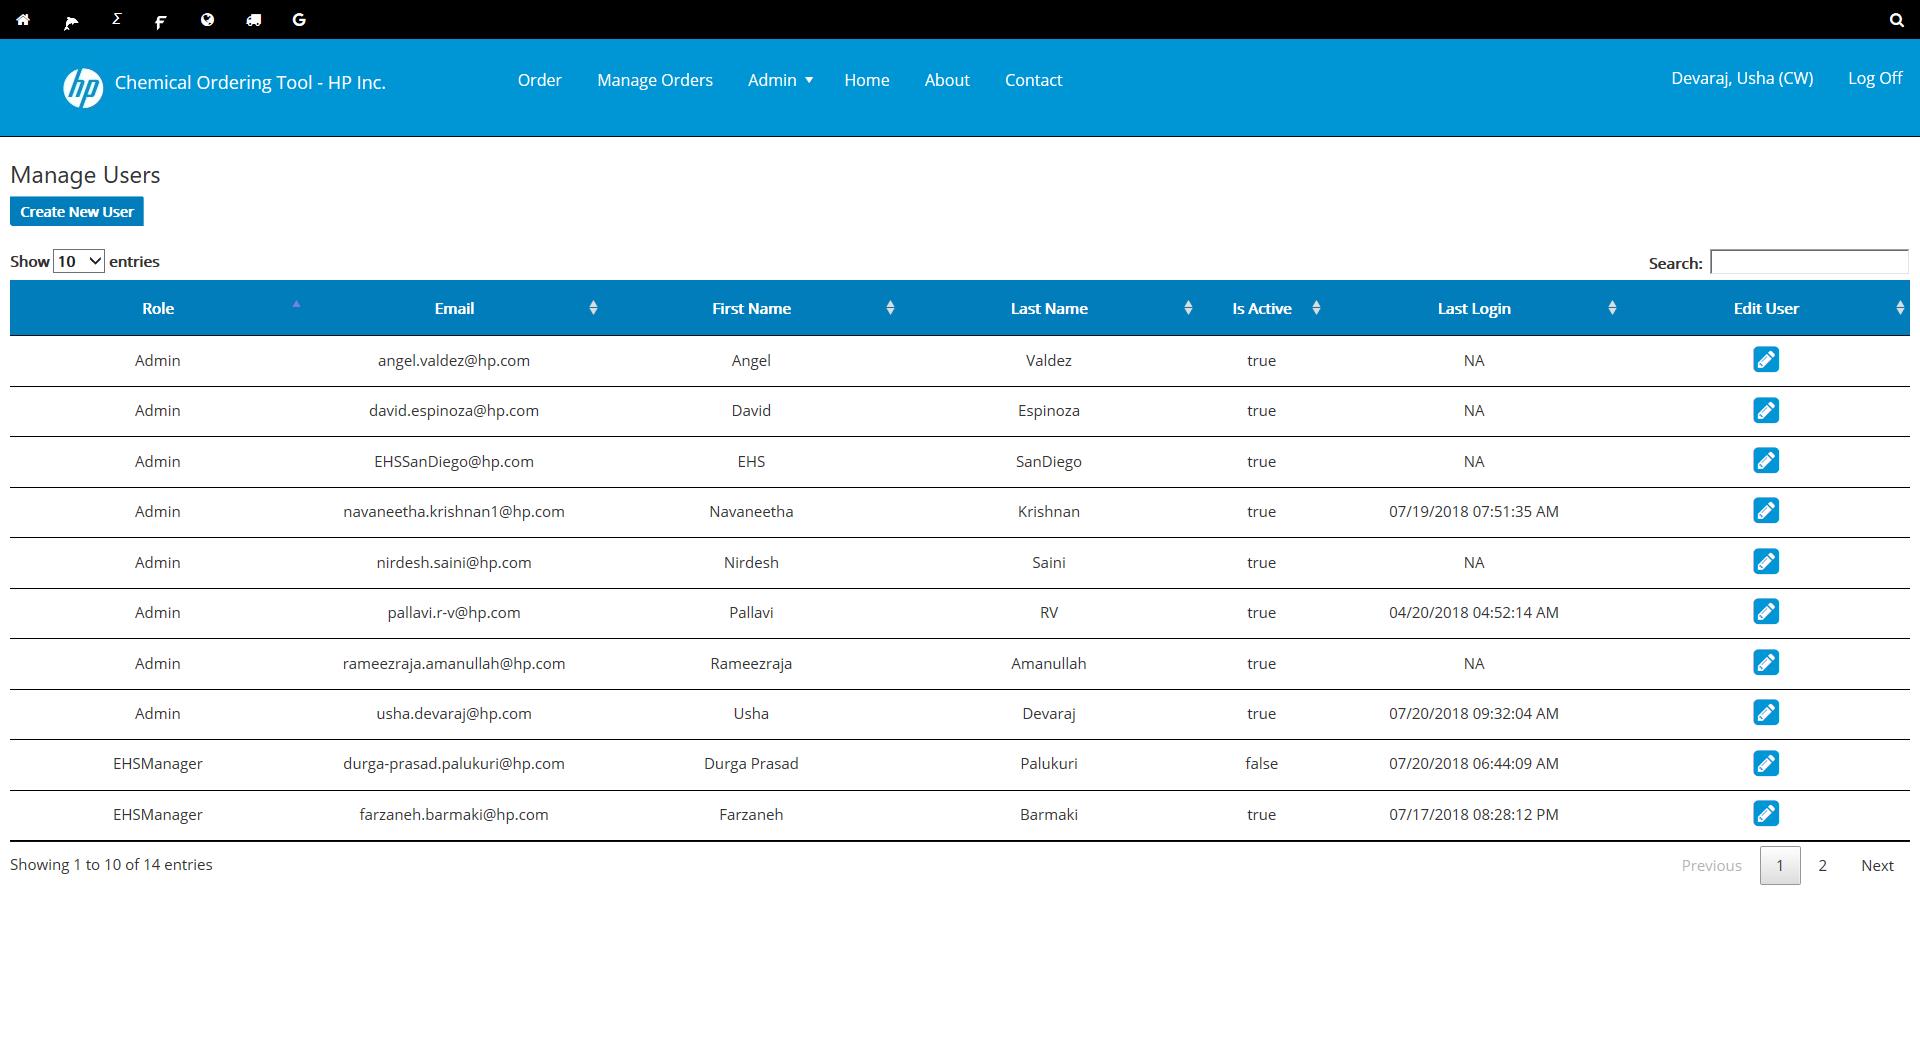 Σ F G
hp Chemical Ordering Tool - HP Inc. Order Manage Orders Admin Home About Contact Devaraj, Usha (CW) Log Off
Manage Users
Create New User
Show 10 entries Search:
Role Email First Name Last Name Is Active Last Login Edit User
Admin angel.valdez@hp.com Angel Valdez true NA
Admin david.espinoza@hp.com David Espinoza true NA
Admin EHSSanDiego@hp.com EHS SanDiego true NA
Admin navaneetha.krishnan1@hp.com Navaneetha Krishnan true 07/19/2018 07:51:35 AM
Admin nirdesh.saini@hp.com Nirdesh Saini true NA
Admin pallavi.r-v@hp.com Pallavi RV true 04/20/2018 04:52:14 AM
Admin rameezraja.amanullah@hp.com Rameezraja Amanullah true NA
Admin usha.devaraj@hp.com Usha Devaraj true 07/20/2018 09:32:04 AM
EHSManager durga-prasad.palukuri@hp.com Durga Prasad Palukuri false 07/20/2018 06:44:09 AM
EHSManager farzaneh.barmaki@hp.com Farzaneh Barmaki true 07/17/2018 08:28:12 PM
Showing 1 to 10 of 14 entries Previous 1 2 Next